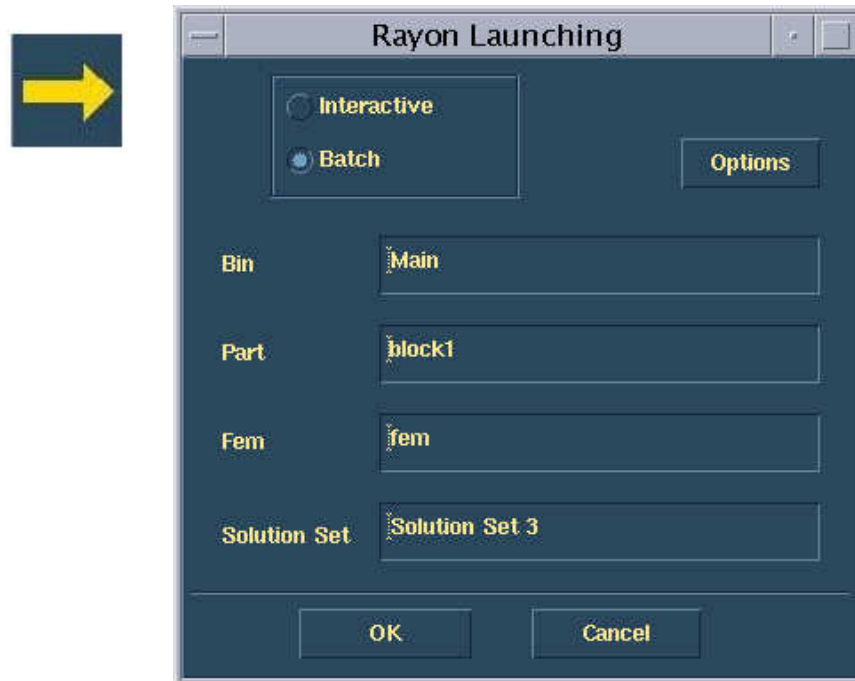 Rayon Launching
Interactive
Batch
Options
Bin
Main
Part
block1
Fem
fem
Solution Set
Solution Set 3
OK
Cancel